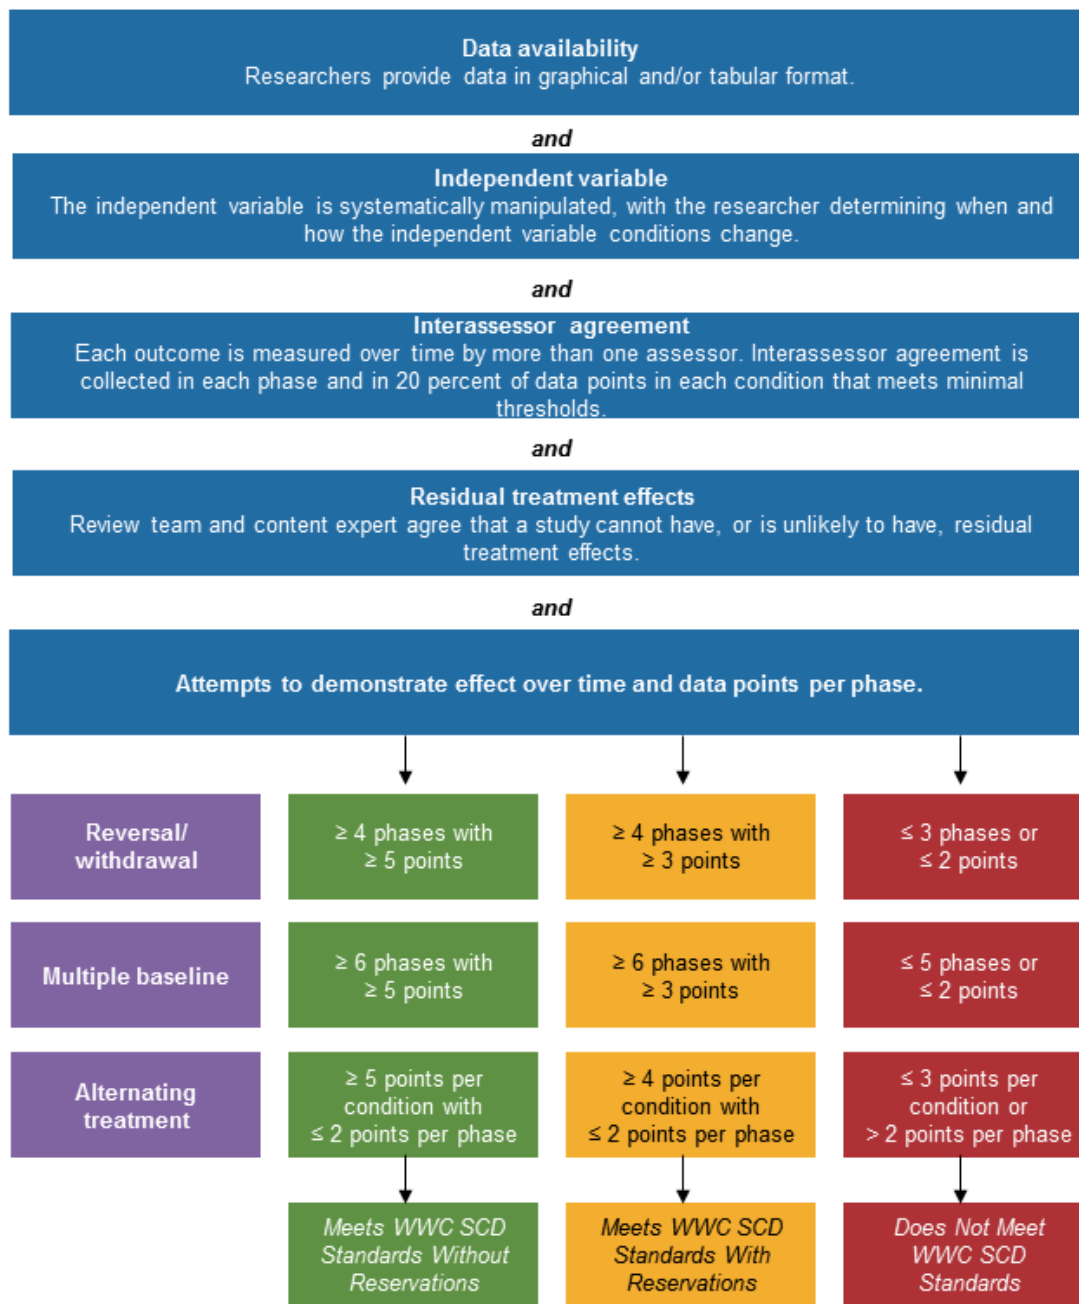 Data availability
Researchers provide data in graphical and/or tabular format.
and
Independent variable
The independent variable is systematically manipulated, with the researcher determining when and
how the independent variable conditions change.
and
Interassessor agreement
Each outcome is measured over time by more than one assessor. Interassessor agreement is
collected in each phase and in 20 percent of data points in each condition that meets minimal
thresholds.
and
Residual treatment effects
Review team and content expert agree that a study cannot have, or is unlikely to have, residual
treatment effects.
and
Attempts to demonstrate effect over time and data points per phase.
Reversal/
withdrawal
≥ 4 phases with
≥ 5 points
≥ 4 phases with
≥ 3 points
≤ 3 phases or
≤ 2 points
Multiple baseline
≥ 6 phases with
≥ 5 points
≥ 6 phases with
≥ 3 points
≤ 5 phases or
≤ 2 points
Alternating
treatment
≥ 5 points per
condition with
≤ 2 points per phase
≥ 4 points per
condition with
≤ 2 points per phase
≤ 3 points per
condition or
> 2 points per phase
Meets WWC SCD
Standards Without
Reservations
Meets WWC SCD
Standards With
Reservations
Does Not Meet
WWC SCD
Standards